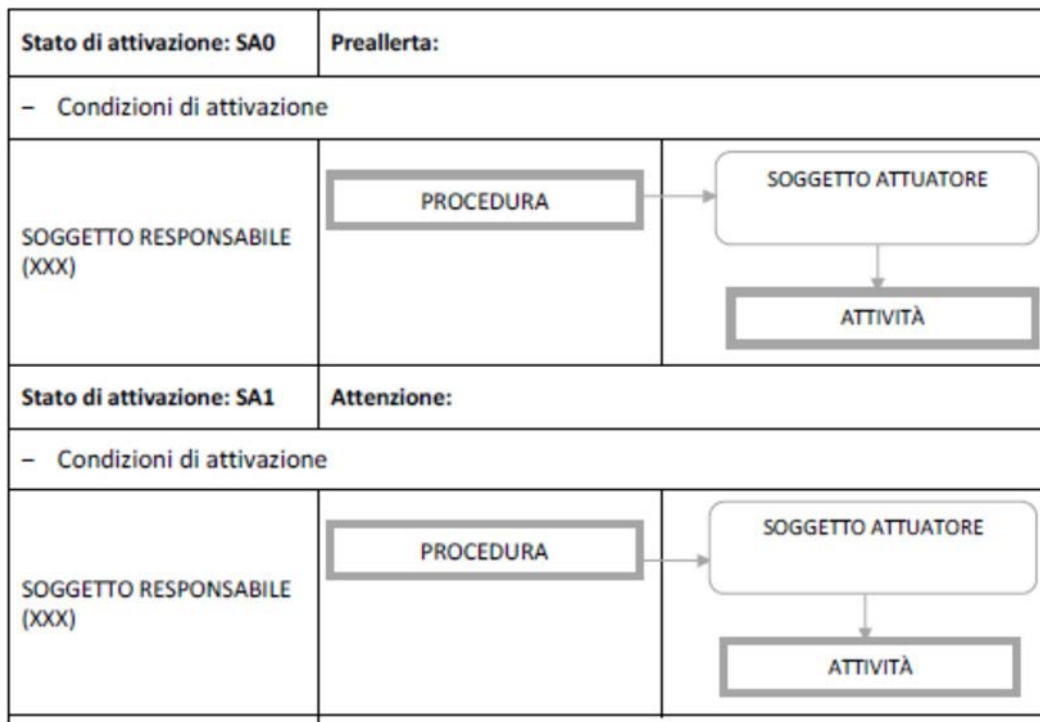 Stato di attivazione: SA0
Preallerta:
– Condizioni di attivazione
SOGGETTO RESPONSABILE
(XXX)
PROCEDURA
SOGGETTO ATTUATORE
ATTIVITÀ
Stato di attivazione: SA1
Attenzione:
– Condizioni di attivazione
SOGGETTO RESPONSABILE
(XXX)
PROCEDURA
SOGGETTO ATTUATORE
ATTIVITÀ